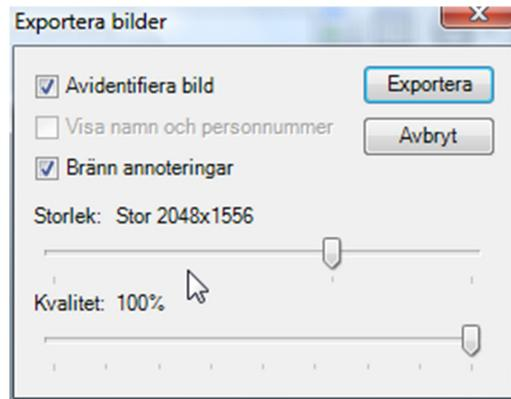 Exportera bilder
Avidentifiera bild
Exportera
Visa namn och personnummer
Avbryt
Bränn annoteringar
Storlek: Stor 2048x1556
Kvalitet: 100%